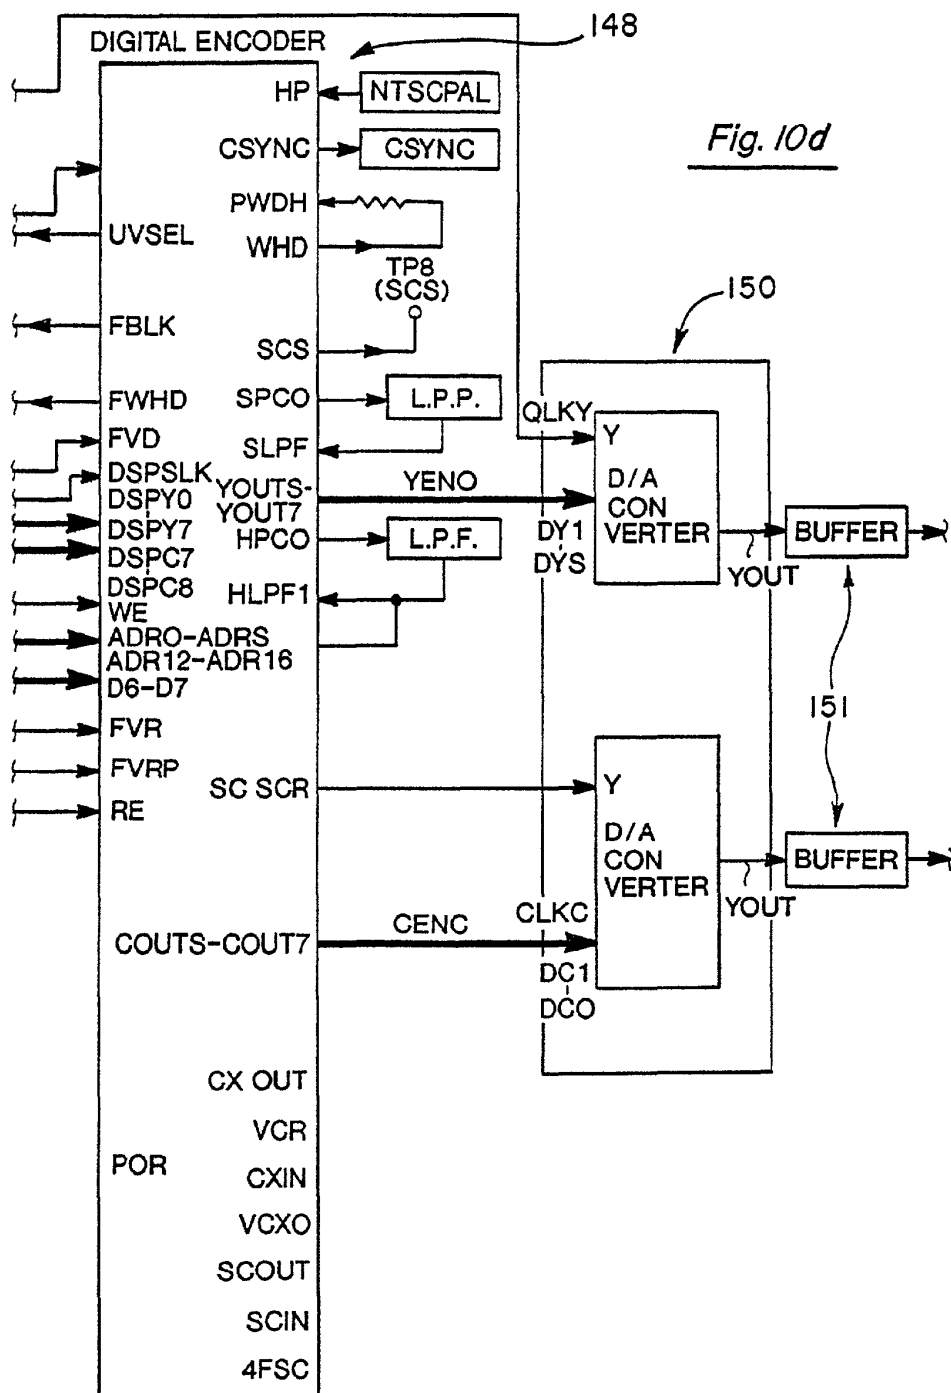 DIGITAL ENCODER
148
Fig. 10d
HP
NTSCPAL
CSYNC
CSYNC
PWDH
WHD
TP8
(SCS)
UVSEL
150
FBLK
SCS
FWHD
SPCO
L.P.P.
QLKY
FVD
SLPF
Y
DSPSLK
DSPY0
DSPY7
YOUTS-
YOUT7
YENO
D/A
CON
VERTER
DY1
DYS
YOUT
BUFFER
DSPC7
DSPC8
HPCO
L.P.F.
WE
HLPF1
ADR0-ADRS
ADR12-ADR16
D6-D7
151
FVR
FVRP
RE
SC SCR
Y
D/A
CON
VERTER
YOUT
BUFFER
COUTS-COUT7
CENC
CLKC
DC1
DCO
CX OUT
VCR
POR
CXIN
VCXO
SCOUT
SCIN
4FSC